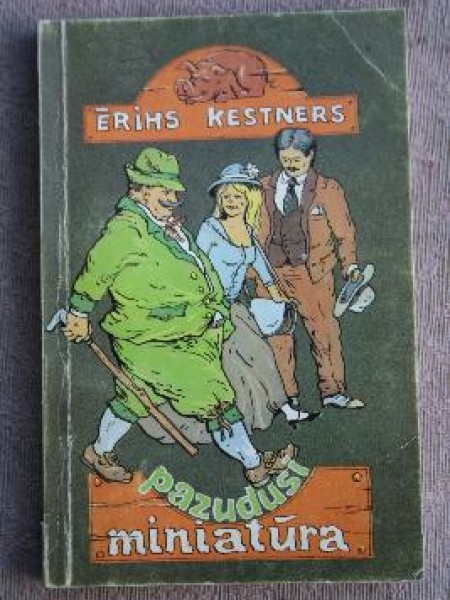 ĒRIHS KESTNERS
pazudusī
miniatūra